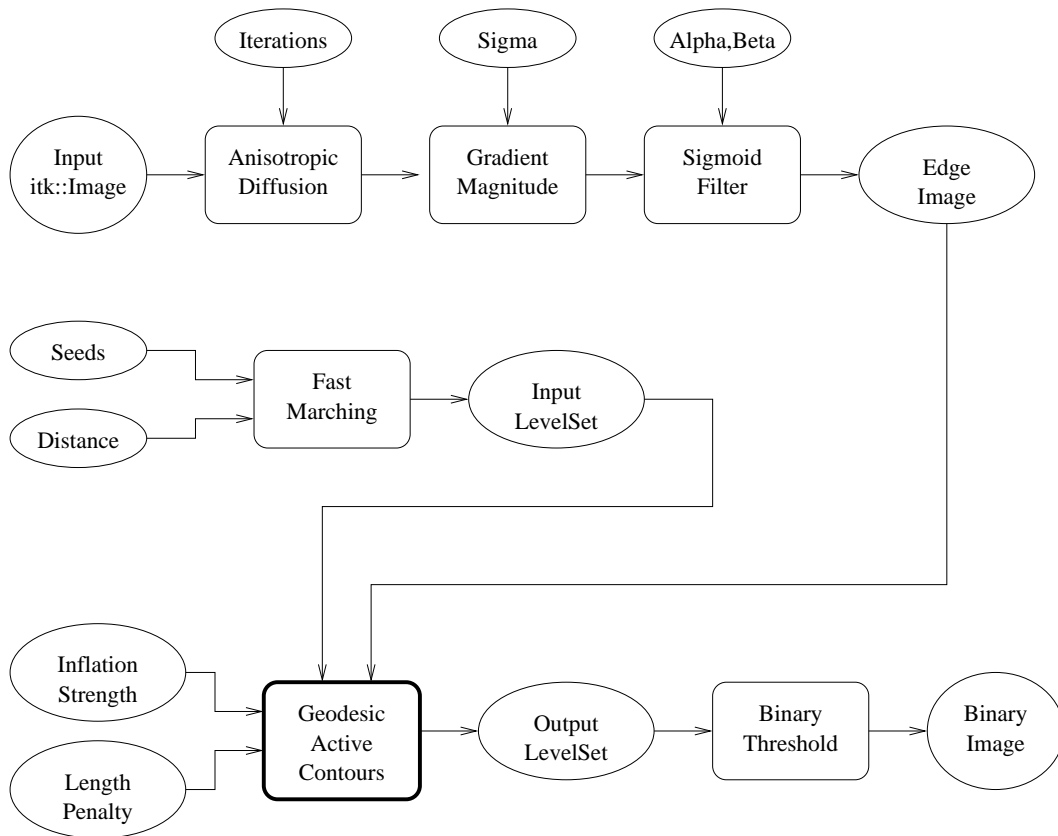 Iterations
Sigma
Alpha,Beta
Input
itk::Image
Anisotropic
Diffusion
Gradient
Magnitude
Sigmoid
Filter
Edge
Image
Seeds
Distance
Fast
Marching
Input
LevelSet
Inflation
Strength
Length
Penalty
Geodesic
Active
Contours
Output
LevelSet
Binary
Threshold
Binary
Image